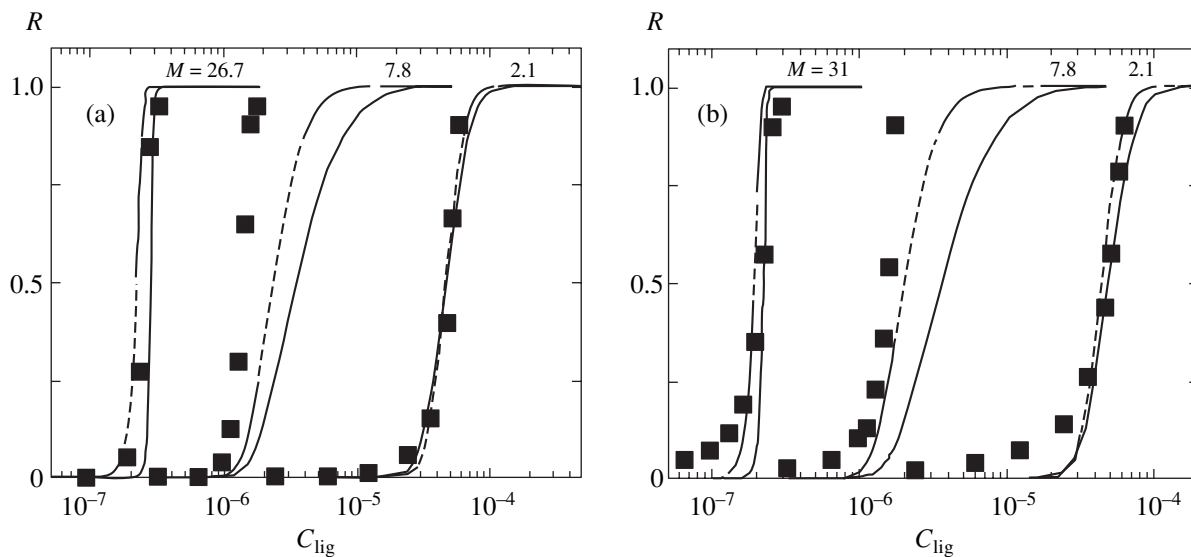 R
R
M = 26.7
7.8
2.1
M = 31
7.8
2.1
1.0
1.0
(a)
(b)
0.5
0.5
0
0
10⁻⁷
10⁻⁶
10⁻⁵
10⁻⁴
10⁻⁷
10⁻⁶
10⁻⁵
10⁻⁴
C_lig
C_lig